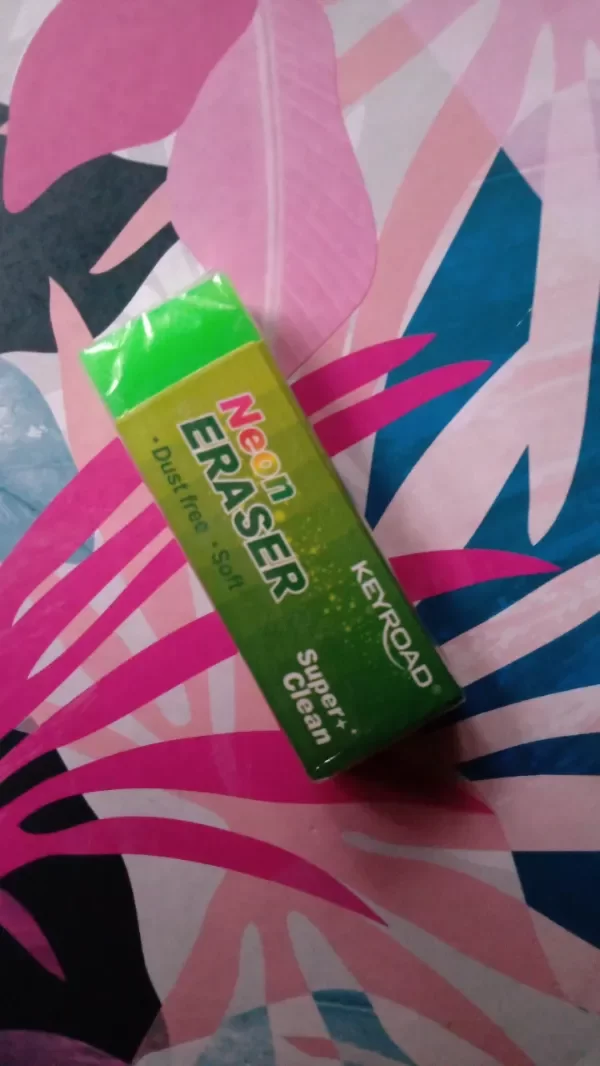 Neon
ERASER
• Dust free • Soft
KEYROAD®
Super+
Clean